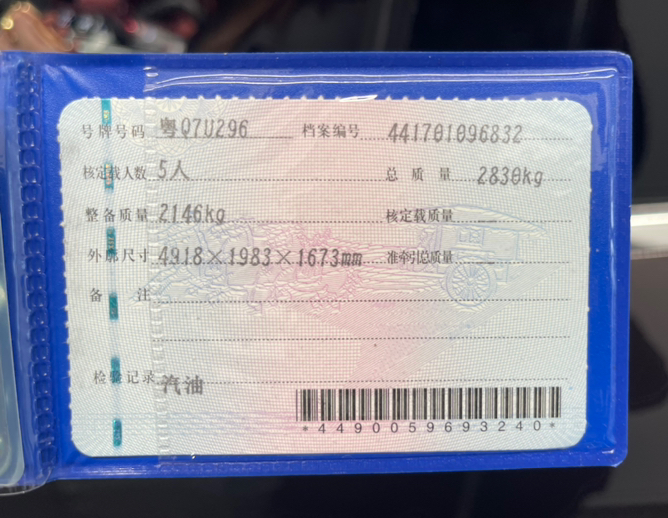 号牌号码 粤Q7U296 档案编号 441701096832
核定载人数 5人 总质量 2830kg
整备质量 2146kg 核定载质量 —
外廓尺寸 4918×1983×1673mm 准牵引总质量 —
备注
检验记录 汽油
*4490059693240*